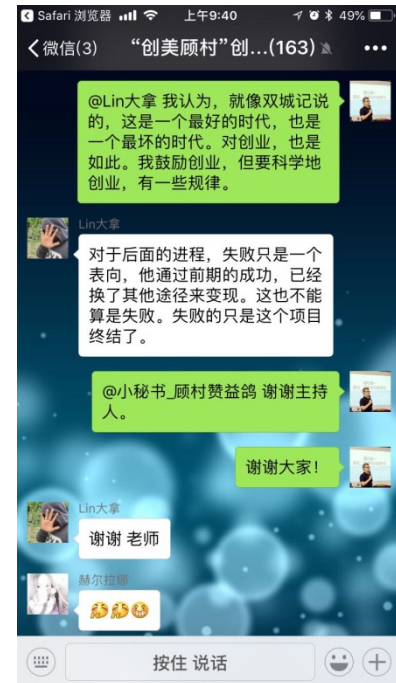 Safari 浏览器 上午9:40 49%
微信(3) “创美顾村”创...(163)
@Lin大拿 我认为，就像双城记说
的，这是一个最好的时代，也是
一个最坏的时代。对创业，也是
如此。我鼓励创业，但要科学地
创业，有一些规律。
Lin大拿
对于后面的进程，失败只是一个
表向，他通过前期的成功，已经
换了其他途径来变现。这也不能
算是失败。失败的只是这个项目
终结了。
@小秘书_顾村赞益鸽 谢谢主持
人。
谢谢大家！
Lin大拿
谢谢 老师
赫尔拉娜
按住 说话